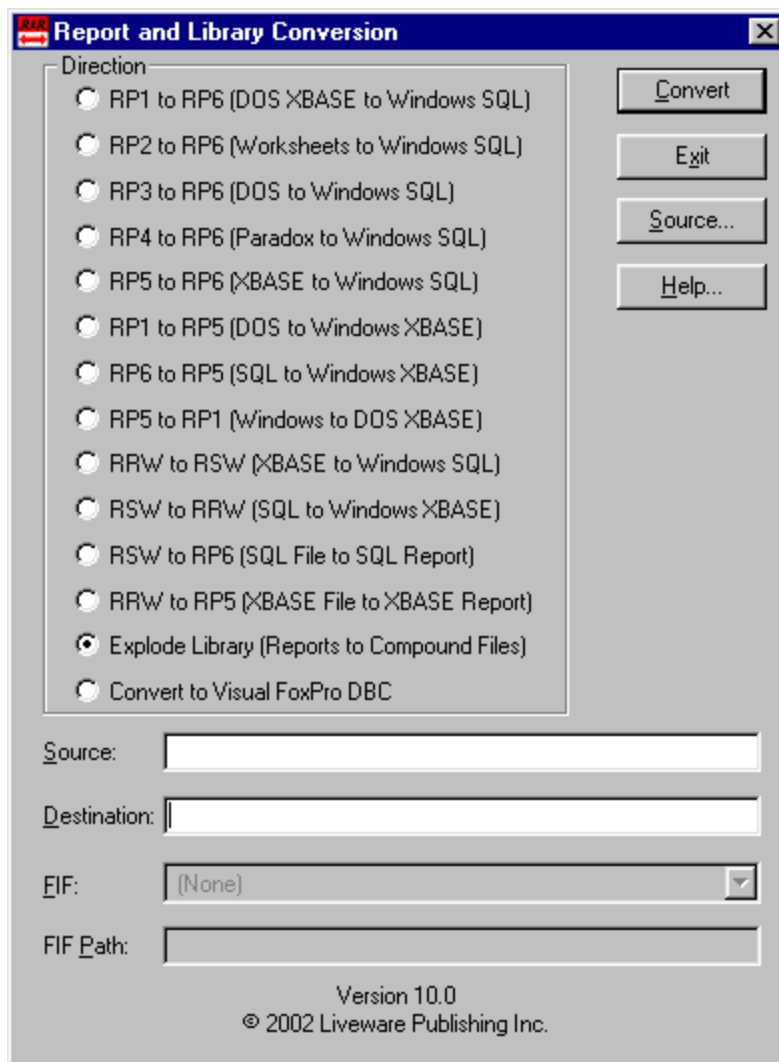 Report and Library Conversion
Direction
RP1 to RP6 (DOS XBASE to Windows SQL)
RP2 to RP6 (Worksheets to Windows SQL)
RP3 to RP6 (DOS to Windows SQL)
RP4 to RP6 (Paradox to Windows SQL)
RP5 to RP6 (XBASE to Windows SQL)
RP1 to RP5 (DOS to Windows XBASE)
RP6 to RP5 (SQL to Windows XBASE)
RP5 to RP1 (Windows to DOS XBASE)
RRW to RSW (XBASE to Windows SQL)
RSW to RRW (SQL to Windows XBASE)
RSW to RP6 (SQL File to SQL Report)
RRW to RP5 (XBASE File to XBASE Report)
Explode Library (Reports to Compound Files)
Convert to Visual FoxPro DBC
Convert
Exit
Source...
Help...
Source:
Destination:
FIF: (None)
FIF Path:
Version 10.0
© 2002 Liveware Publishing Inc.